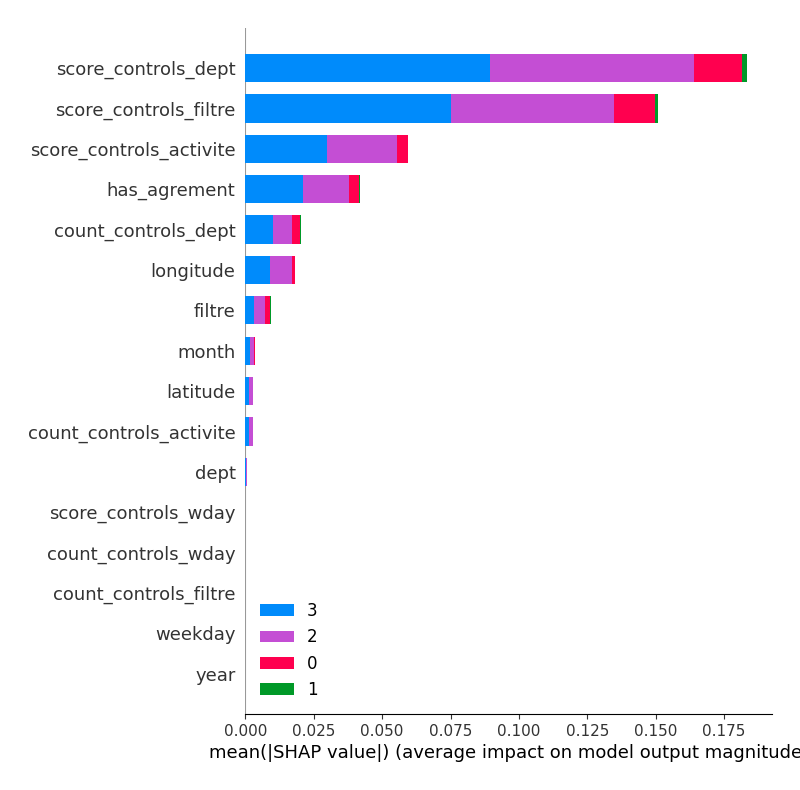 score_controls_dept
score_controls_filtre
score_controls_activite
has_agrement
count_controls_dept
longitude
filtre
month
latitude
count_controls_activite
dept
score_controls_wday
count_controls_wday
count_controls_filtre
weekday
year
3
2
0
1
0.000 0.025 0.050 0.075 0.100 0.125 0.150 0.175
mean(|SHAP value|) (average impact on model output magnitude